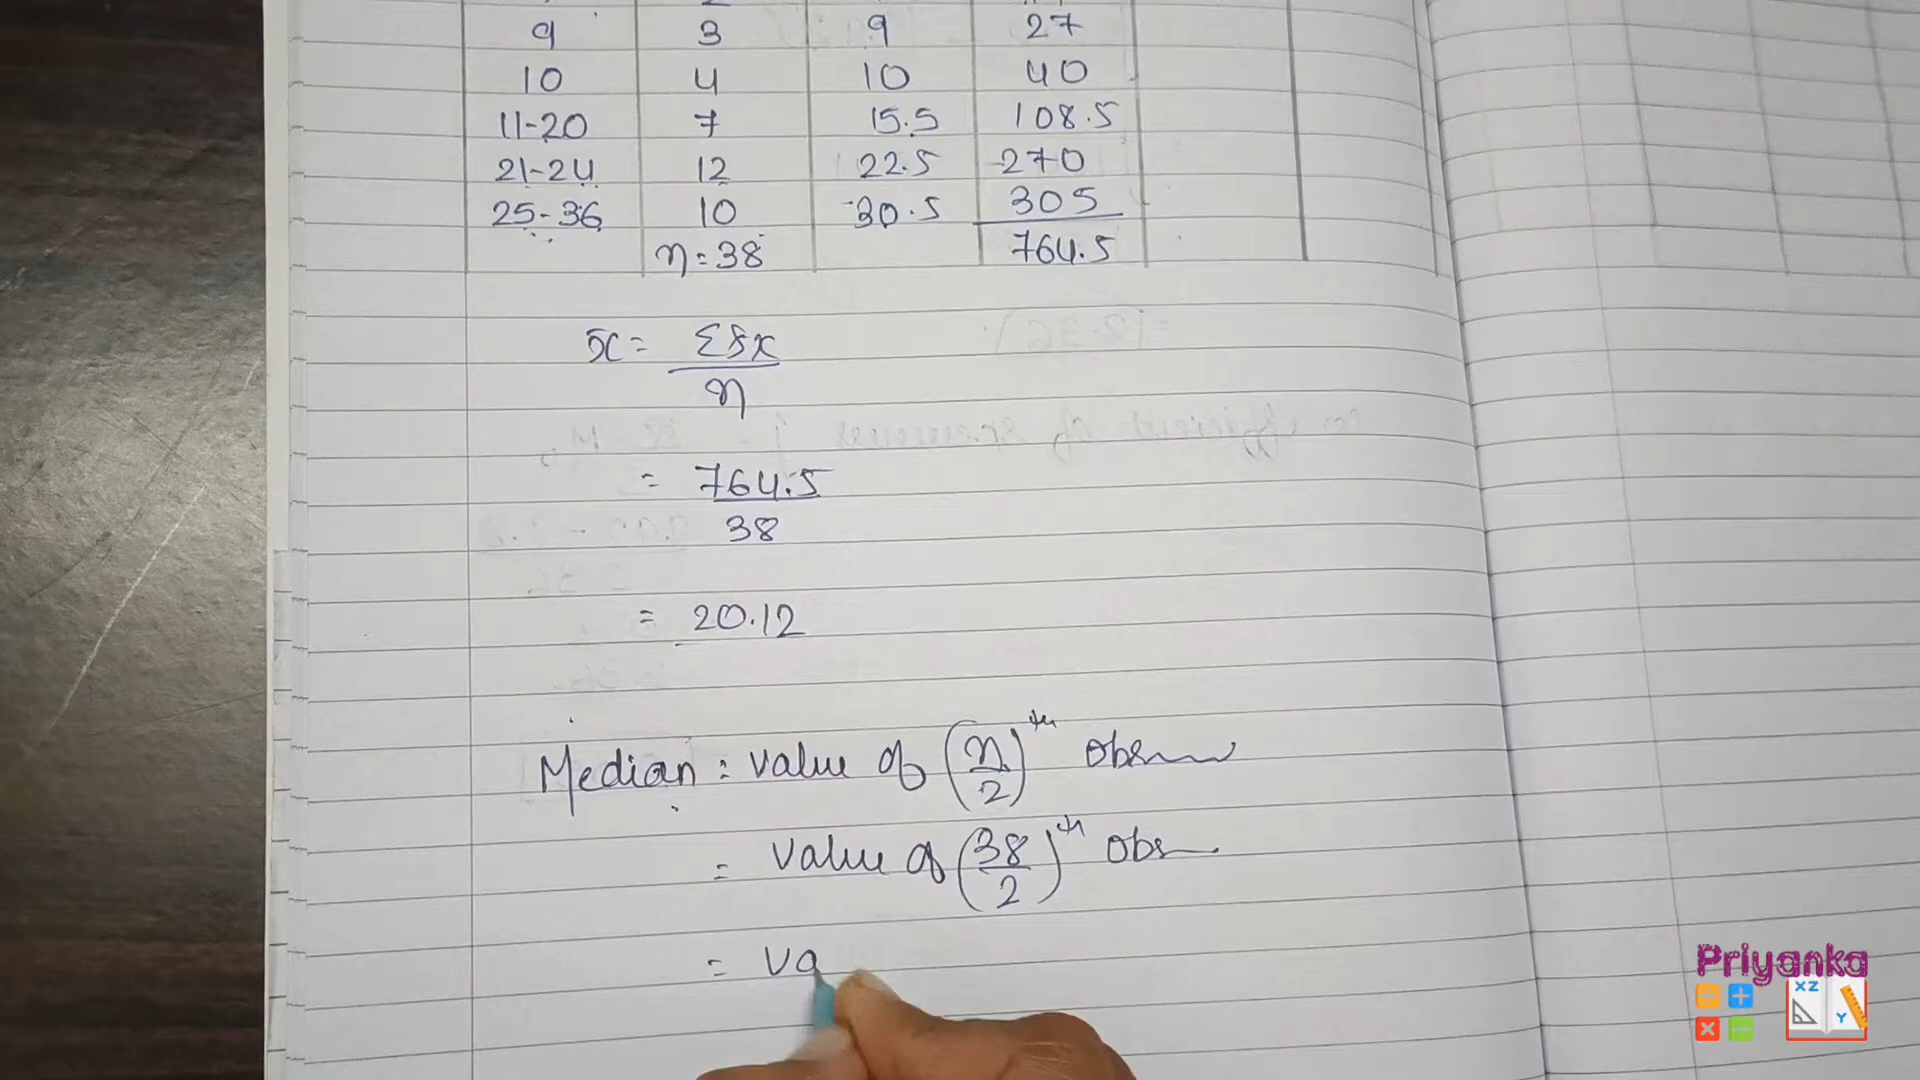 9 3 9 27
10 4 10 40
11-20 7 15.5 108.5
21-24 12 22.5 270
25-36 10 30.5 305
n=38 764.5
x̄ = Σfx
n
= 764.5
38
= 20.12
Median = value of (n/2)th Obsn
= value of (38/2)th obsn
= va
Priyanka
XZ
Y